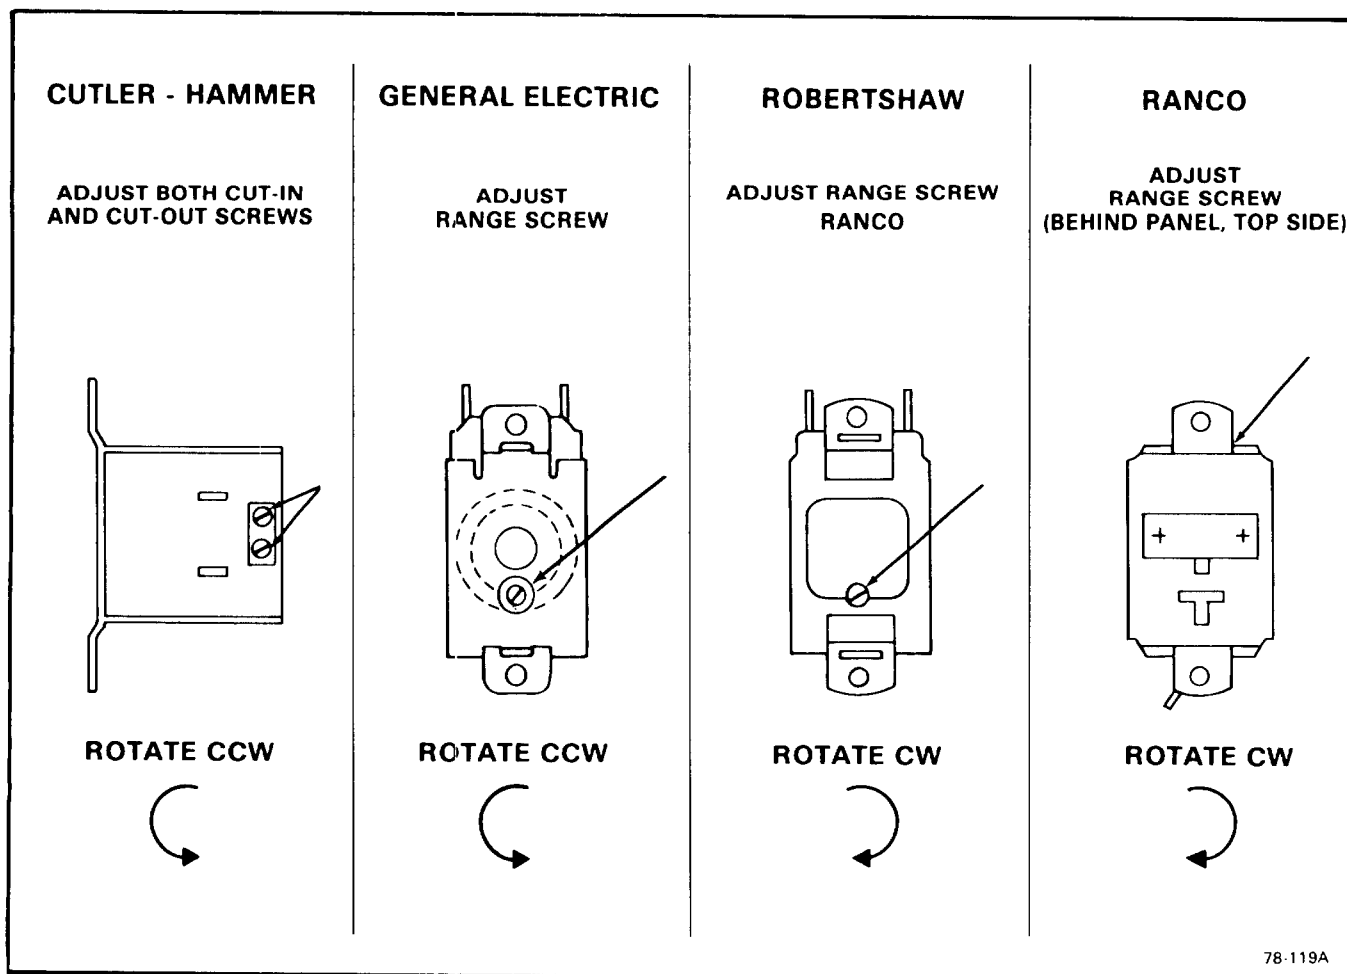 CUTLER - HAMMER
ADJUST BOTH CUT-IN
AND CUT-OUT SCREWS
ROTATE CCW
GENERAL ELECTRIC
ADJUST
RANGE SCREW
ROTATE CCW
ROBERTSHAW
ADJUST RANGE SCREW
RANCO
ROTATE CW
RANCO
ADJUST
RANGE SCREW
(BEHIND PANEL, TOP SIDE)
ROTATE CW
78-119A